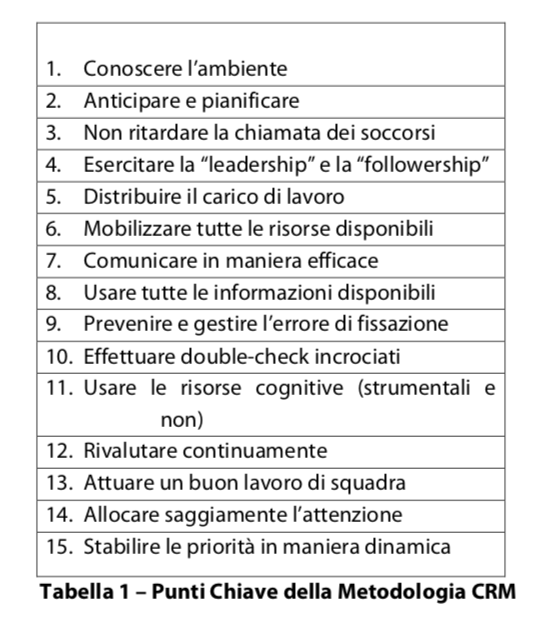 1. Conoscere l’ambiente
2. Anticipare e pianificare
3. Non ritardare la chiamata dei soccorsi
4. Esercitare la “leadership” e la “followership”
5. Distribuire il carico di lavoro
6. Mobilizzare tutte le risorse disponibili
7. Comunicare in maniera efficace
8. Usare tutte le informazioni disponibili
9. Prevenire e gestire l’errore di fissazione
10. Effettuare double-check incrociati
11. Usare le risorse cognitive (strumentali e
non)
12. Rivalutare continuamente
13. Attuare un buon lavoro di squadra
14. Allocare saggiamente l’attenzione
15. Stabilire le priorità in maniera dinamica
Tabella 1 – Punti Chiave della Metodologia CRM